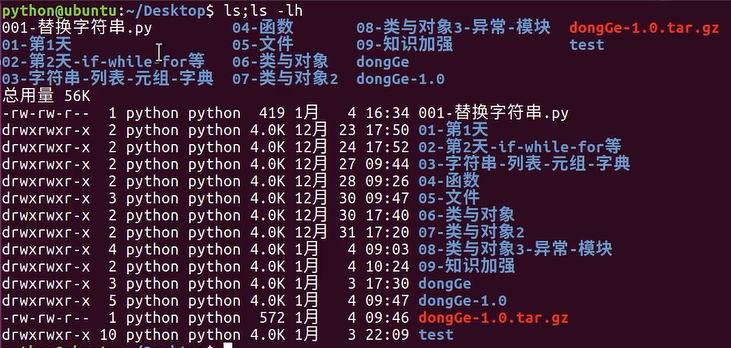 python@ubuntu:~/Desktop$ ls;ls -lh
001-替换字符串.py 04-函数 08-类与对象3-异常-模块 dongGe-1.0.tar.gz
01-第1天 05-文件 09-知识加强 test
02-第2天-if-while-for等 06-类与对象 dongGe
03-字符串-列表-元组-字典 07-类与对象2 dongGe-1.0
总用量 56K
-rw-rw-r-- 1 python python 419 1月 4 16:34 001-替换字符串.py
drwxrwxr-x 2 python python 4.0K 12月 23 17:50 01-第1天
drwxrwxr-x 2 python python 4.0K 12月 24 17:52 02-第2天-if-while-for等
drwxrwxr-x 2 python python 4.0K 12月 27 09:44 03-字符串-列表-元组-字典
drwxrwxr-x 2 python python 4.0K 12月 28 09:26 04-函数
drwxrwxr-x 3 python python 4.0K 12月 30 09:47 05-文件
drwxrwxr-x 2 python python 4.0K 12月 30 17:40 06-类与对象
drwxrwxr-x 2 python python 4.0K 12月 31 17:20 07-类与对象2
drwxrwxr-x 4 python python 4.0K 1月 4 09:03 08-类与对象3-异常-模块
drwxrwxr-x 2 python python 4.0K 1月 4 10:24 09-知识加强
drwxrwxr-x 3 python python 4.0K 1月 3 17:30 dongGe
drwxrwxr-x 5 python python 4.0K 1月 4 09:47 dongGe-1.0
-rw-rw-r-- 1 python python 572 1月 4 09:46 dongGe-1.0.tar.gz
drwxrwxr-x 10 python python 4.0K 1月 3 22:09 test
python@ubuntu:~/Desktop$